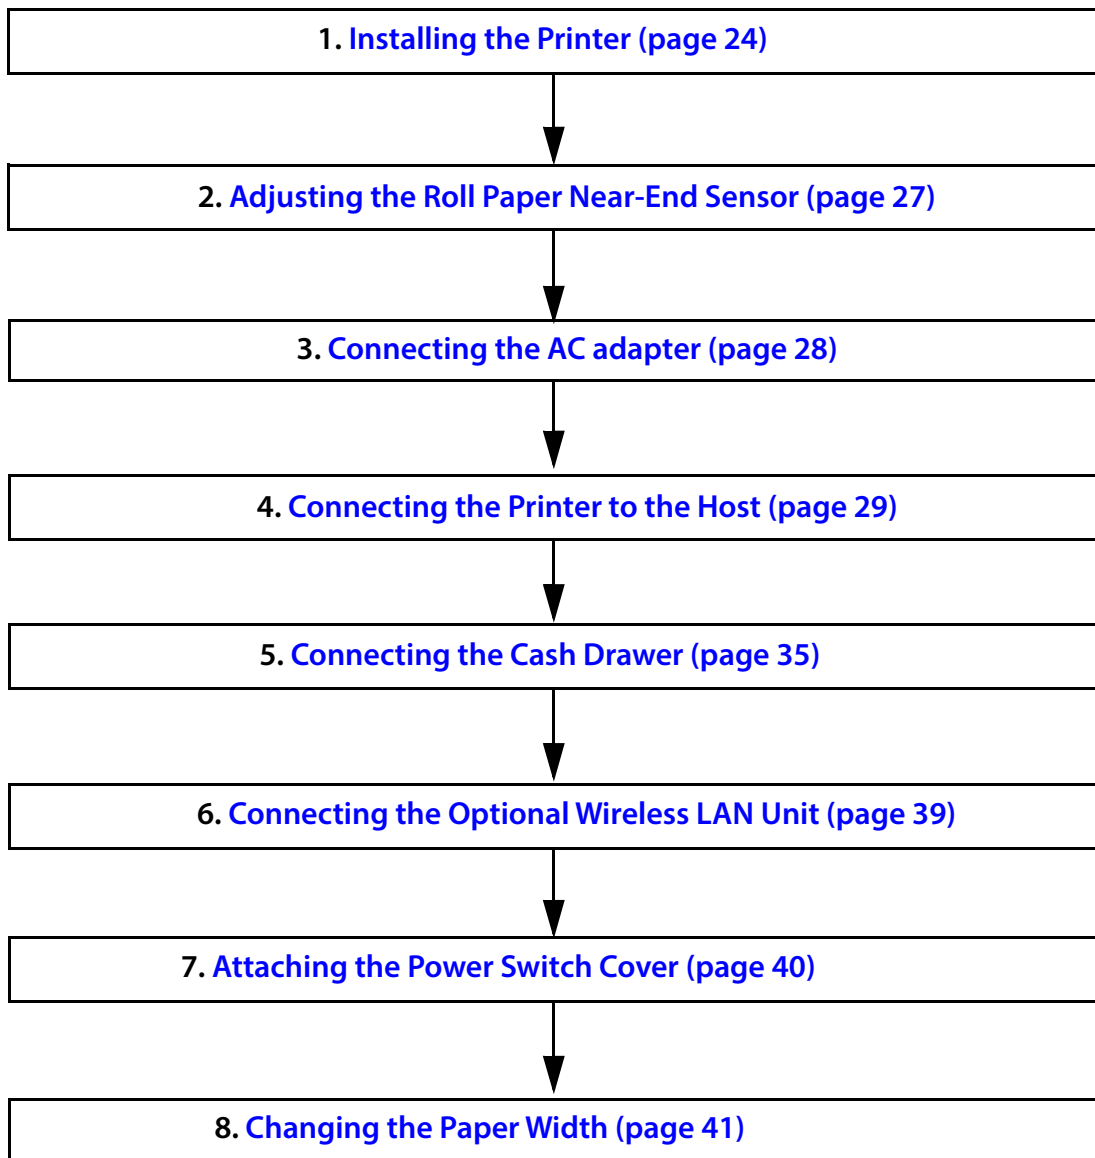 1. Installing the Printer (page 24)
2. Adjusting the Roll Paper Near-End Sensor (page 27)
3. Connecting the AC adapter (page 28)
4. Connecting the Printer to the Host (page 29)
5. Connecting the Cash Drawer (page 35)
6. Connecting the Optional Wireless LAN Unit (page 39)
7. Attaching the Power Switch Cover (page 40)
8. Changing the Paper Width (page 41)